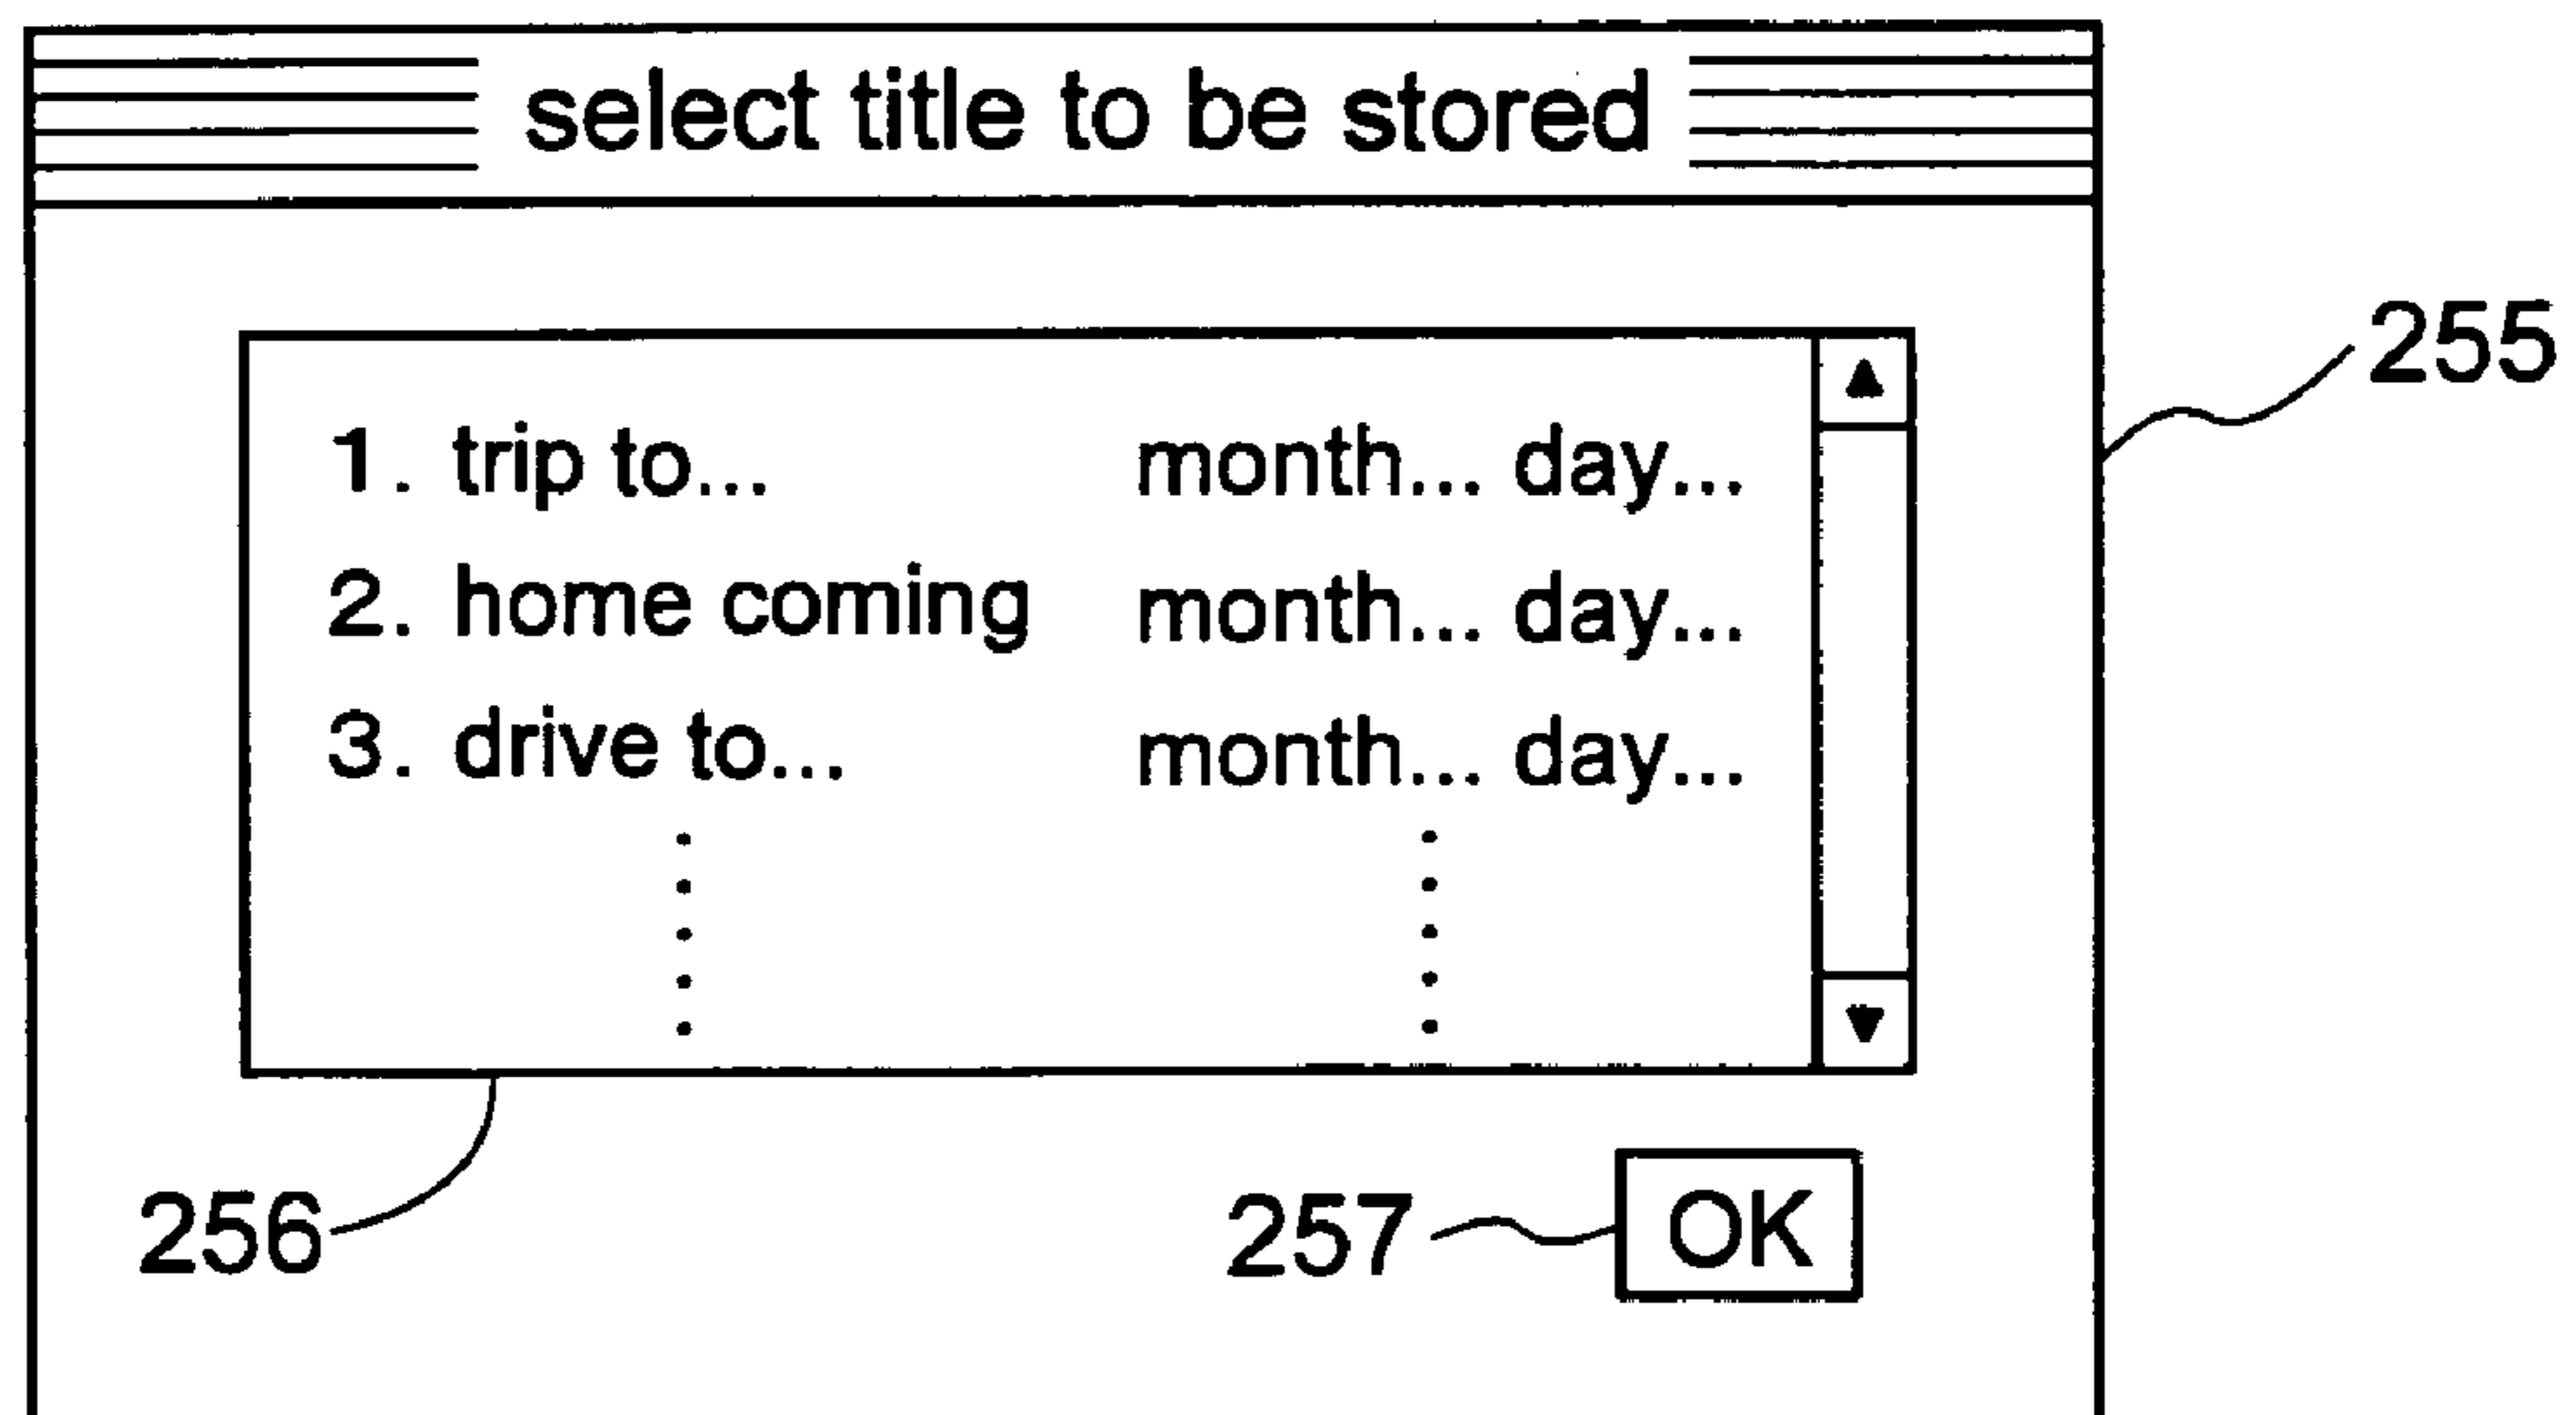 select title to be stored
255
1. trip to... month... day...
2. home coming month... day...
3. drive to... month... day...
256
257
OK